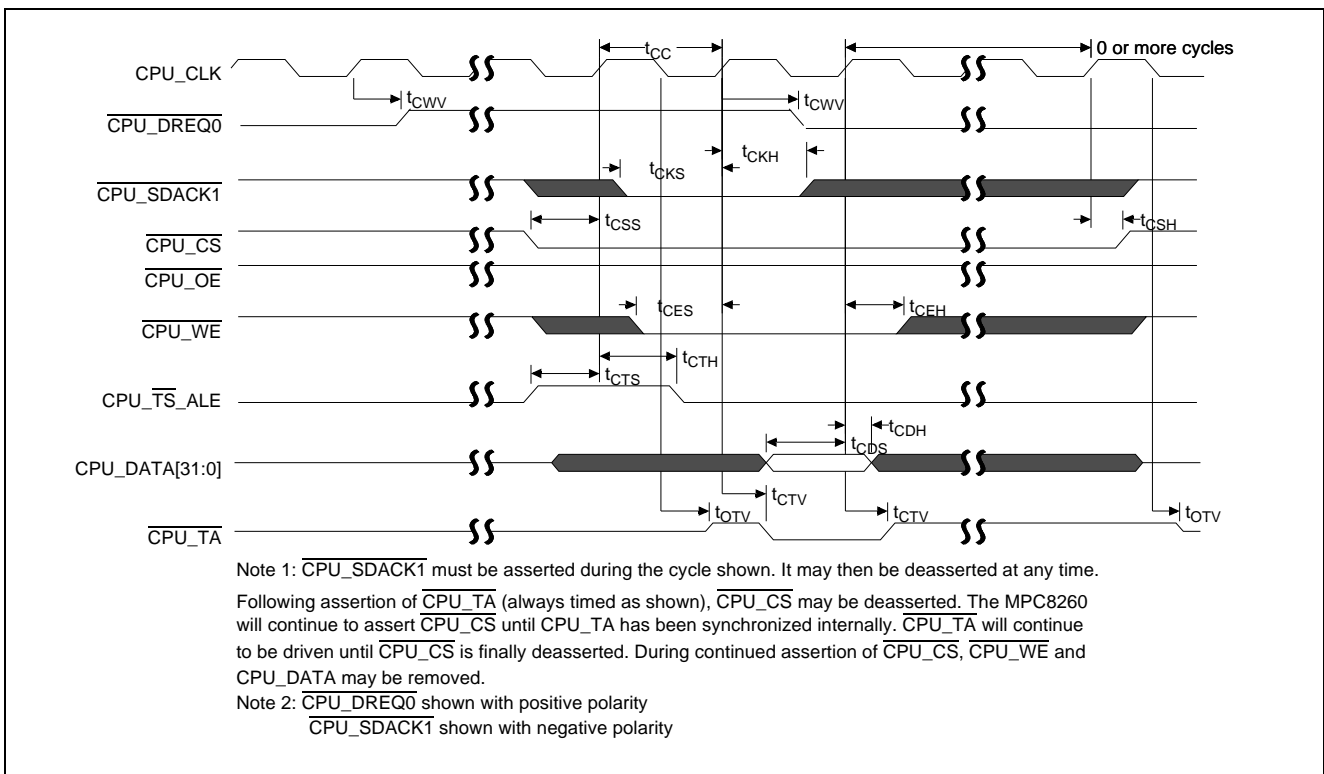 tCC
0 or more cycles
CPU_CLK
tCWV
tCWV
CPU_DREQ0
tCKH
tCKS
CPU_SDACK1
tCSS
tCSH
CPU_CS
CPU_OE
tCES
tCEH
CPU_WE
tCTH
tCTS
CPU_TS_ALE
tCDH
tCDS
CPU_DATA[31:0]
tCTV
tOTV
tCTV
tOTV
CPU_TA
Note 1: CPU_SDACK1 must be asserted during the cycle shown. It may then be deasserted at any time.
Following assertion of CPU_TA (always timed as shown), CPU_CS may be deasserted. The MPC8260
will continue to assert CPU_CS until CPU_TA has been synchronized internally. CPU_TA will continue
to be driven until CPU_CS is finally deasserted. During continued assertion of CPU_CS, CPU_WE and
CPU_DATA may be removed.
Note 2: CPU_DREQ0 shown with positive polarity
CPU_SDACK1 shown with negative polarity